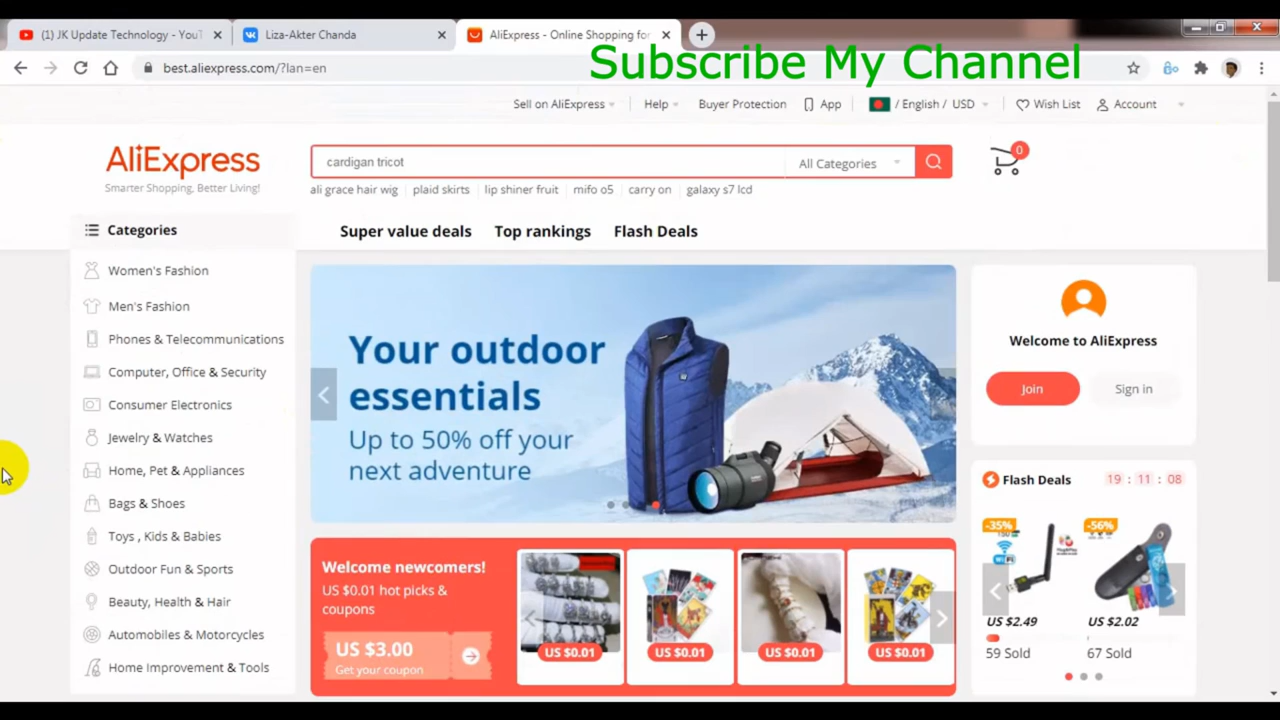 (1) JK Update Technology - YouT
Liza-Akter Chanda
AliExpress - Online Shopping for
Subscribe My Channel
best.aliexpress.com/?lan=en
Sell on AliExpress
Help
Buyer Protection
App
/ English / USD
Wish List
Account
AliExpress
Smarter Shopping, Better Living!
cardigan tricot
All Categories
0
ali grace hair wig
plaid skirts
lip shiner fruit
mifo o5
carry on
galaxy s7 lcd
Categories
Super value deals
Top rankings
Flash Deals
Women's Fashion
Men's Fashion
Phones & Telecommunications
Computer, Office & Security
Consumer Electronics
Jewelry & Watches
Home, Pet & Appliances
Bags & Shoes
Toys , Kids & Babies
Outdoor Fun & Sports
Beauty, Health & Hair
Automobiles & Motorcycles
Home Improvement & Tools
Your outdoor
essentials
Up to 50% off your
next adventure
Welcome to AliExpress
Join
Sign in
Flash Deals
19 : 11 : 08
-35%
-56%
US $2.49
US $2.02
59 Sold
67 Sold
Welcome newcomers!
US $0.01 hot picks &
coupons
US $3.00
Get your coupon
US $0.01
US $0.01
US $0.01
US $0.01